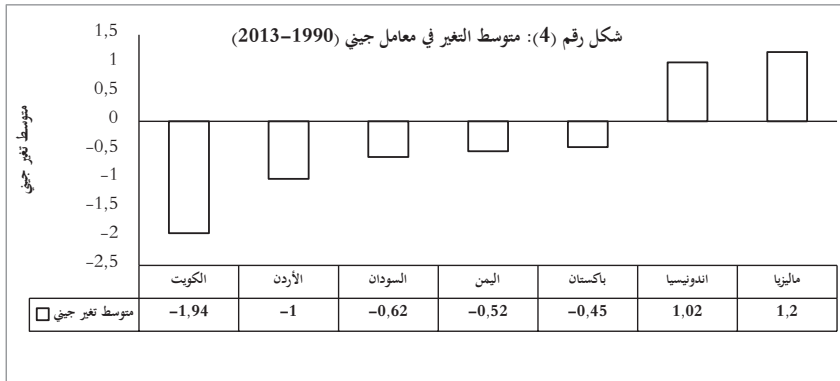 شكل رقم (4): متوسط التغير في معامل جيني (1990-2013)
متوسط تغير جيني
1,5
1
0,5
0
-0,5
-1
-1,5
-2
-2,5
الكويت الأردن السودان اليمن باكستان اندونيسيا ماليزيا
متوسط تغير جيني -1,94 -1 -0,62 -0,52 -0,45 1,02 1,2